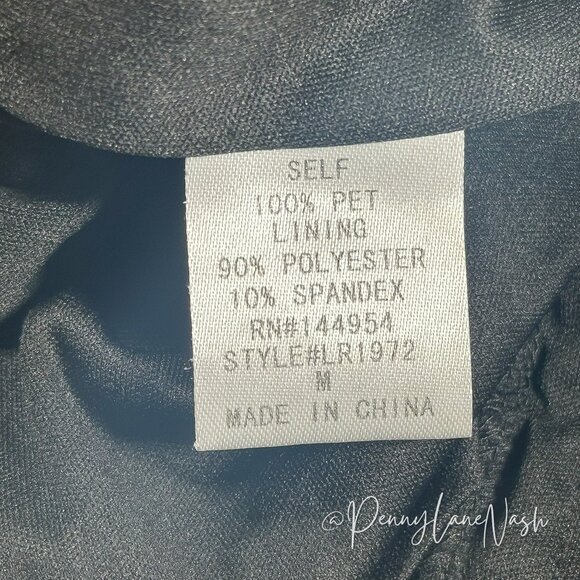 SELF
100% PET
LINING
90% POLYESTER
10% SPANDEX
RN#144954
STYLE#LR1972
M
MADE IN CHINA
@PennyLaneNash